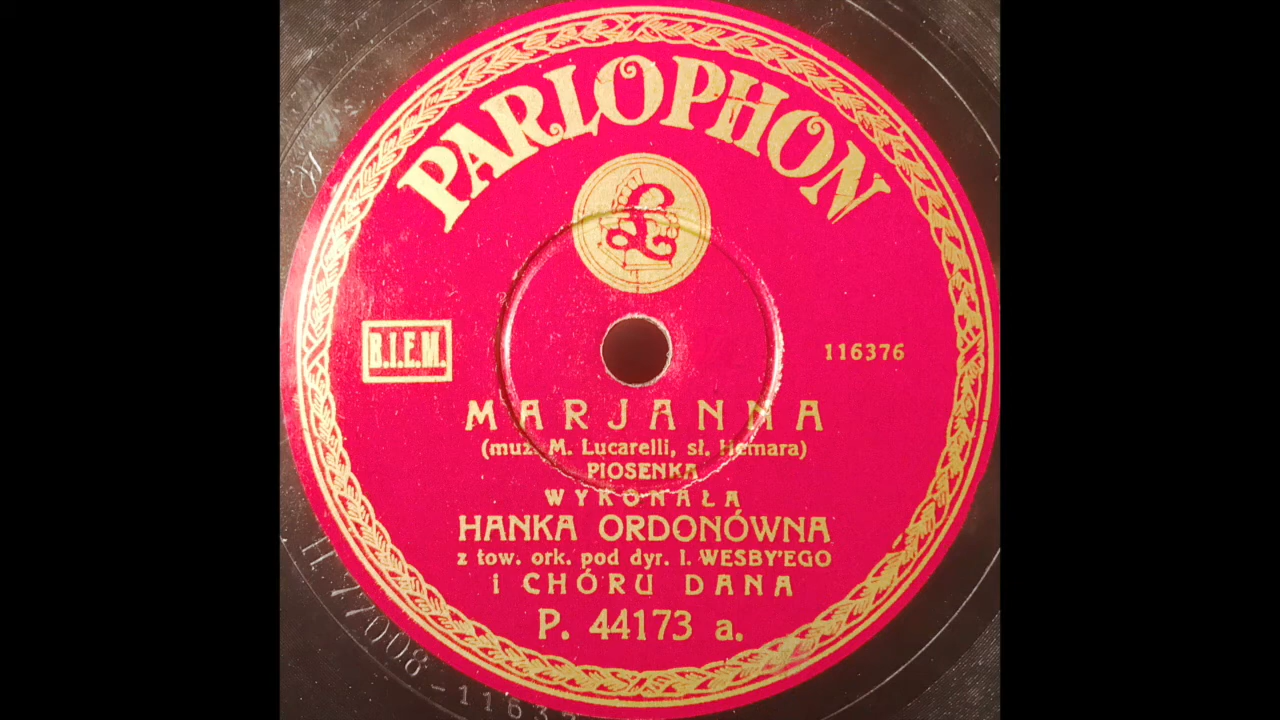 PARLOPHON
£
B.I.E.M.
116376
MARJANNA
(muz. M. Lucarelli, sł. Hemara)
PIOSENKA
WYKONAŁA
HANKA ORDONÓWNA
z tow. ork. pod dyr. I. WESBY'EGO
i CHÓRU DANA
P. 44173 a.